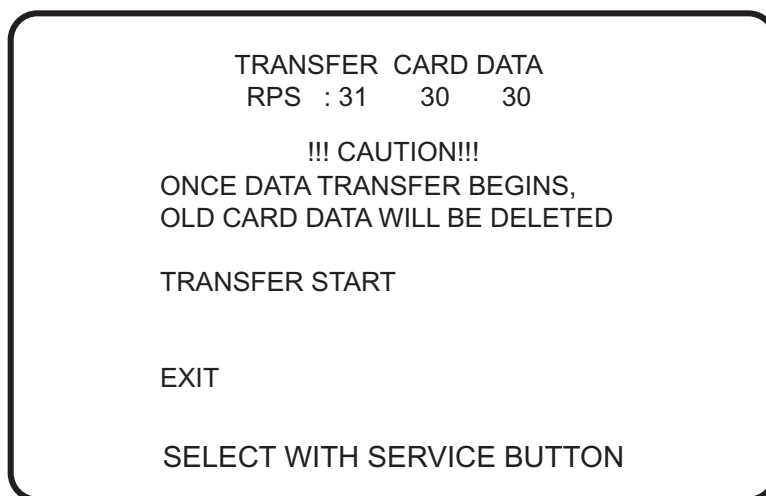 TRANSFER CARD DATA
RPS : 31 30 30
!!! CAUTION!!!
ONCE DATA TRANSFER BEGINS,
OLD CARD DATA WILL BE DELETED
TRANSFER START
EXIT
SELECT WITH SERVICE BUTTON